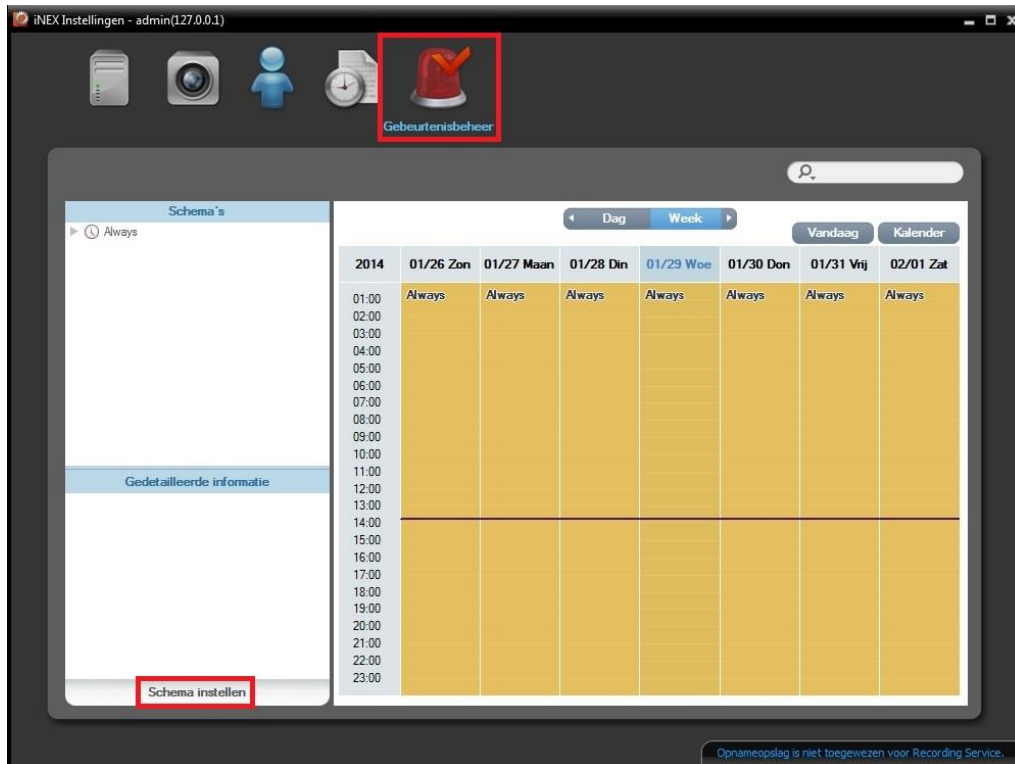 iNEX Instellingen - admin(127.0.0.1)
Gebeurtenisbeheer
Schema's
Always
Dag Week
Vandaag Kalender
2014 01/26 Zon 01/27 Maan 01/28 Din 01/29 Woe 01/30 Don 01/31 Vrij 02/01 Zat
01:00 Always Always Always Always Always Always Always
02:00
03:00
04:00
05:00
06:00
07:00
08:00
09:00
10:00
11:00
Gedetailleerde informatie
12:00
13:00
14:00
15:00
16:00
17:00
18:00
19:00
20:00
21:00
22:00
23:00
Schema instellen
Opnameopslag is niet toegewezen voor Recording Service.